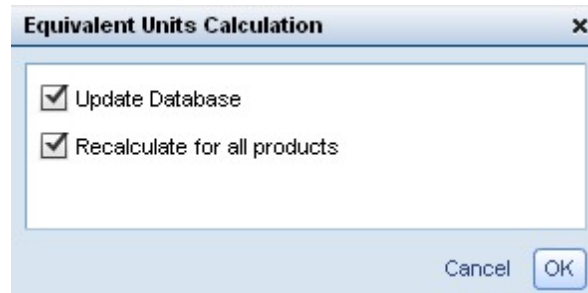 Equivalent Units Calculation
Update Database
Recalculate for all products
Cancel OK